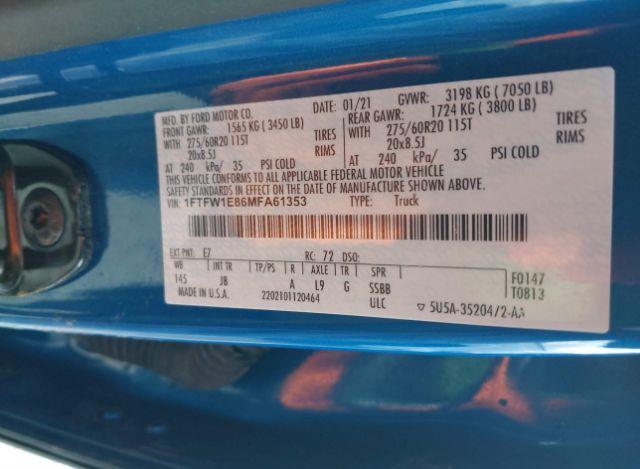 MFD. BY FORD MOTOR CO. DATE: 01/21 GVWR: 3198 KG ( 7050 LB)
FRONT GAWR: 1565 KG ( 3450 LB) REAR GAWR: 1724 KG ( 3800 LB)
WITH 275/60R20 115T TIRES WITH 275/60R20 115T TIRES
20x8.5J RIMS 20x8.5J RIMS
AT 240 kPa/ 35 PSI COLD AT 240 kPa/ 35 PSI COLD
THIS VEHICLE CONFORMS TO ALL APPLICABLE FEDERAL MOTOR VEHICLE
SAFETY STANDARDS IN EFFECT ON THE DATE OF MANUFACTURE SHOWN ABOVE.
VIN: 1FTFW1E86MFA61353 TYPE: Truck
EXT PNT: E7 RC: 72 DSO:
WB INT TR TP/PS R AXLE TR SPR F0147
145 JB A L9 G SSBB T0813
MADE IN U.S.A. 2202101120464 ULC ▽ 5U5A-35204/2-AA